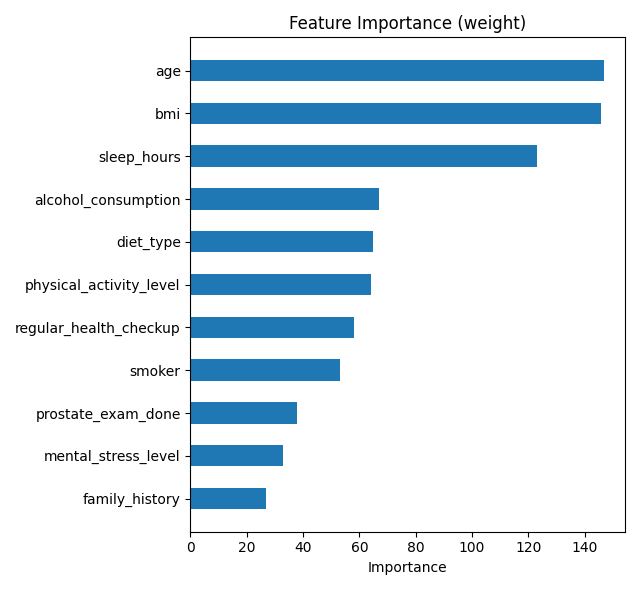 Feature Importance (weight)
age
bmi
sleep_hours
alcohol_consumption
diet_type
physical_activity_level
regular_health_checkup
smoker
prostate_exam_done
mental_stress_level
family_history
0 20 40 60 80 100 120 140
Importance